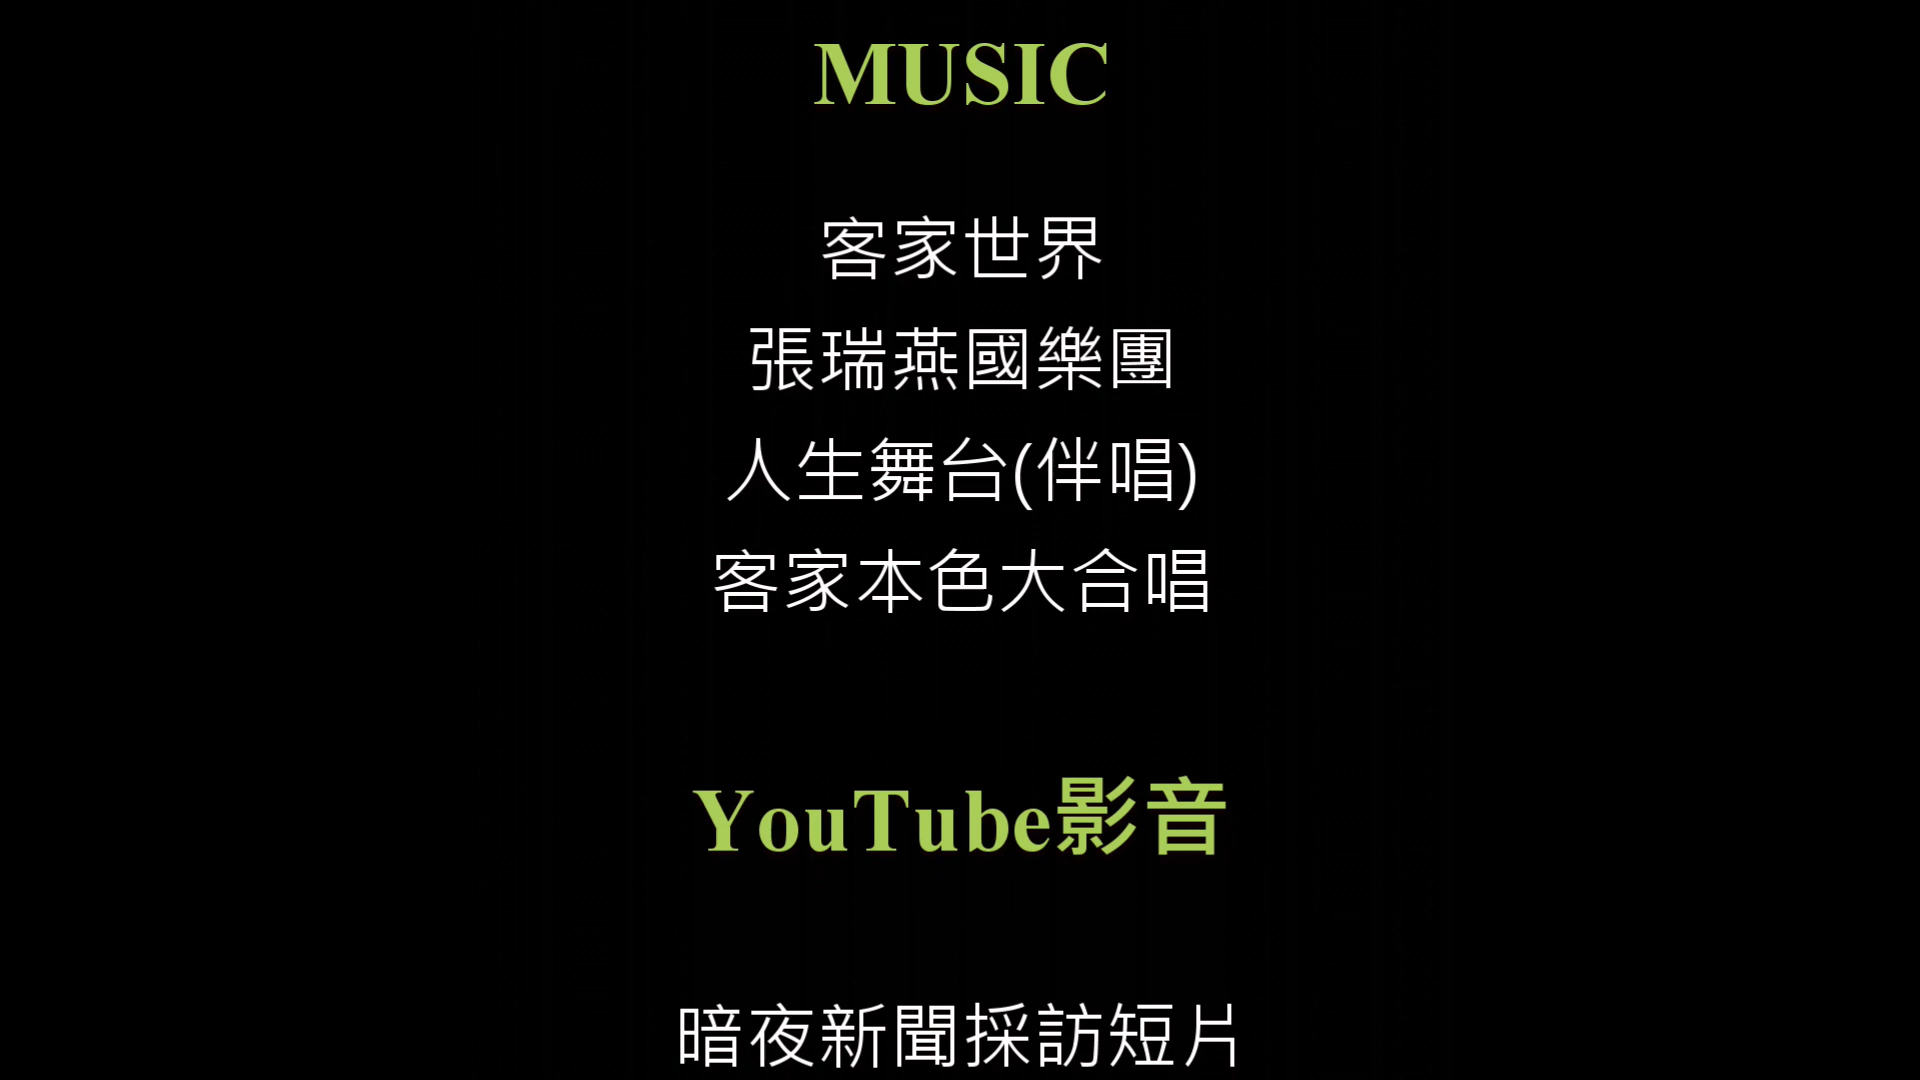 MUSIC
客家世界
張瑞燕國樂團
人生舞台(伴唱)
客家本色大合唱
YouTube影音
暗夜新聞採訪短片